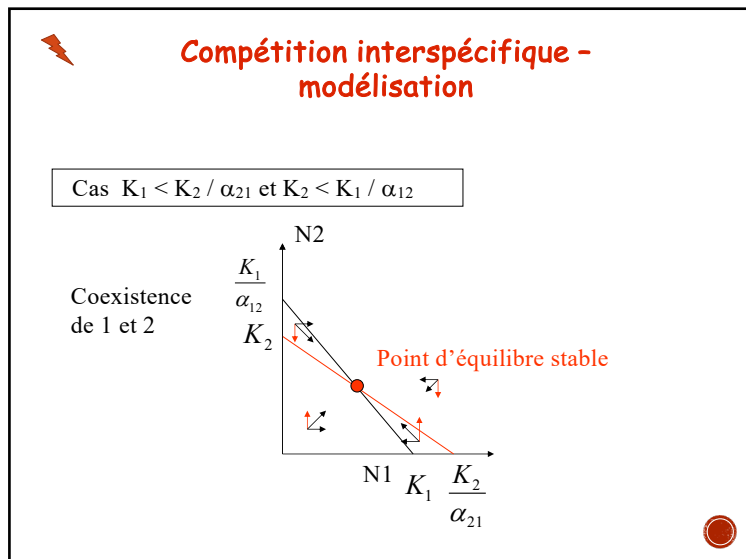 Compétition interspécifique –
modélisation
Cas K₁ < K₂ / α₂₁ et K₂ < K₁ / α₁₂
N2
K₁
α₁₂
Coexistence
de 1 et 2
K₂
Point d’équilibre stable
N1
K₁
K₂
α₂₁